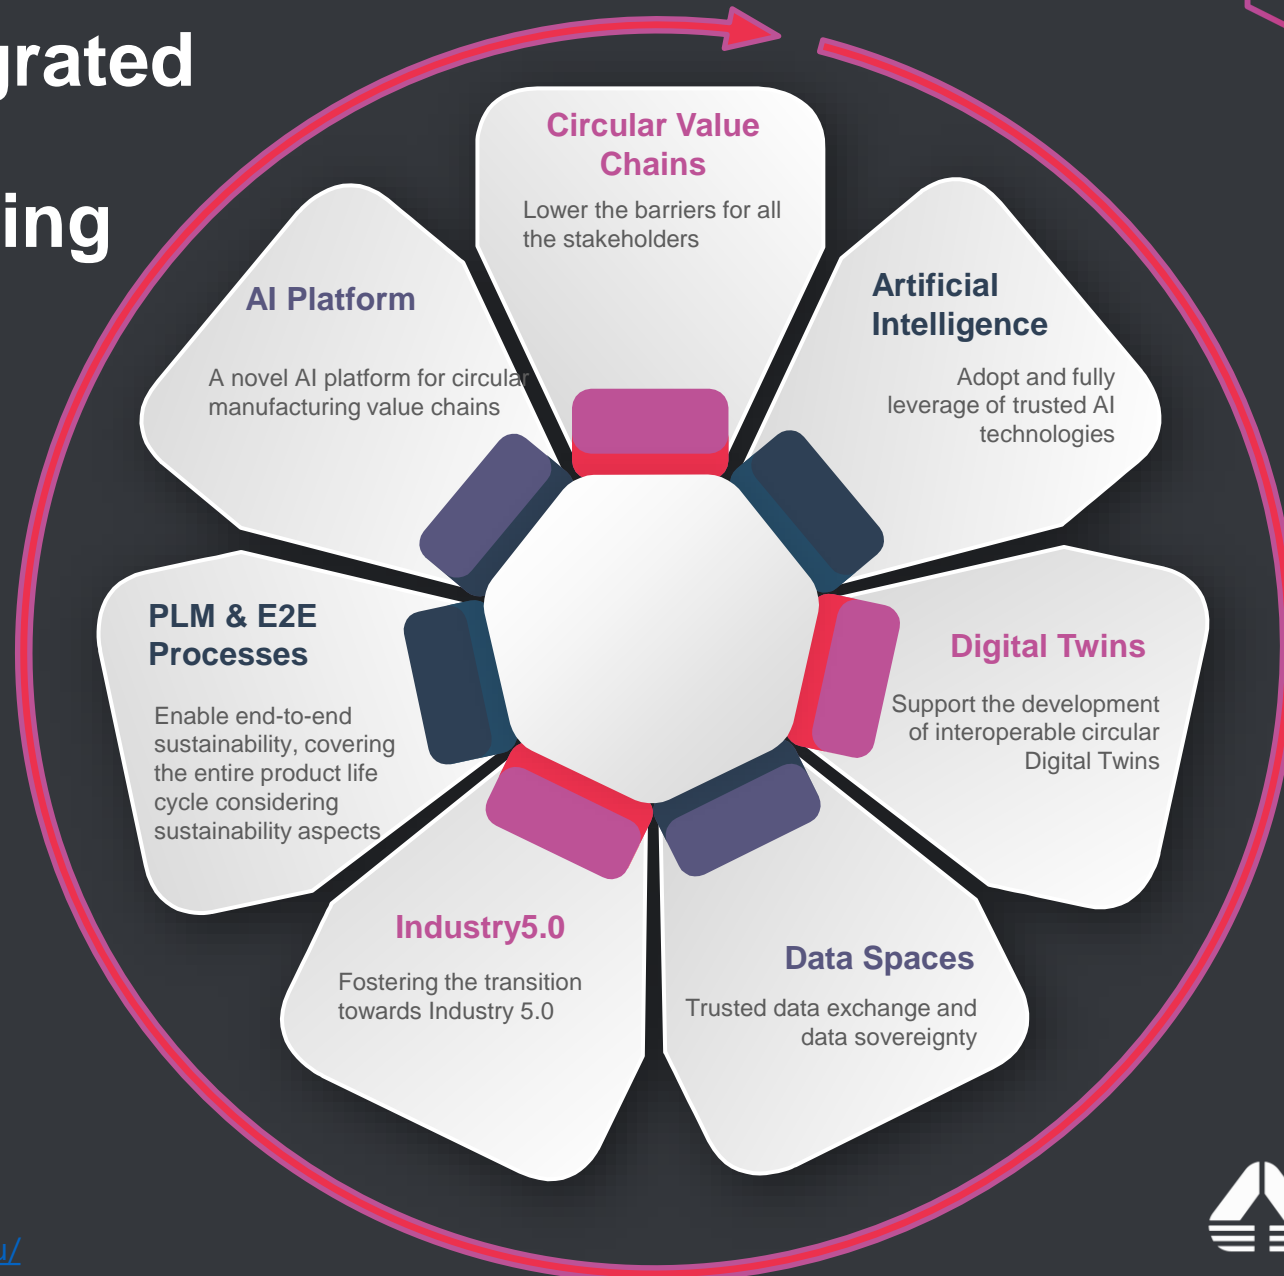 grated
ing
Circular Value
Chains
Lower the barriers for all
the stakeholders
Artificial
Intelligence
Adopt and fully
leverage of trusted AI
technologies
Digital Twins
Support the development
of interoperable circular
Digital Twins
Data Spaces
Trusted data exchange and
data sovereignty
Industry5.0
Fostering the transition
towards Industry 5.0
PLM & E2E
Processes
Enable end-to-end
sustainability, covering
the entire product life
cycle considering
sustainability aspects
AI Platform
A novel AI platform for circular
manufacturing value chains
u/